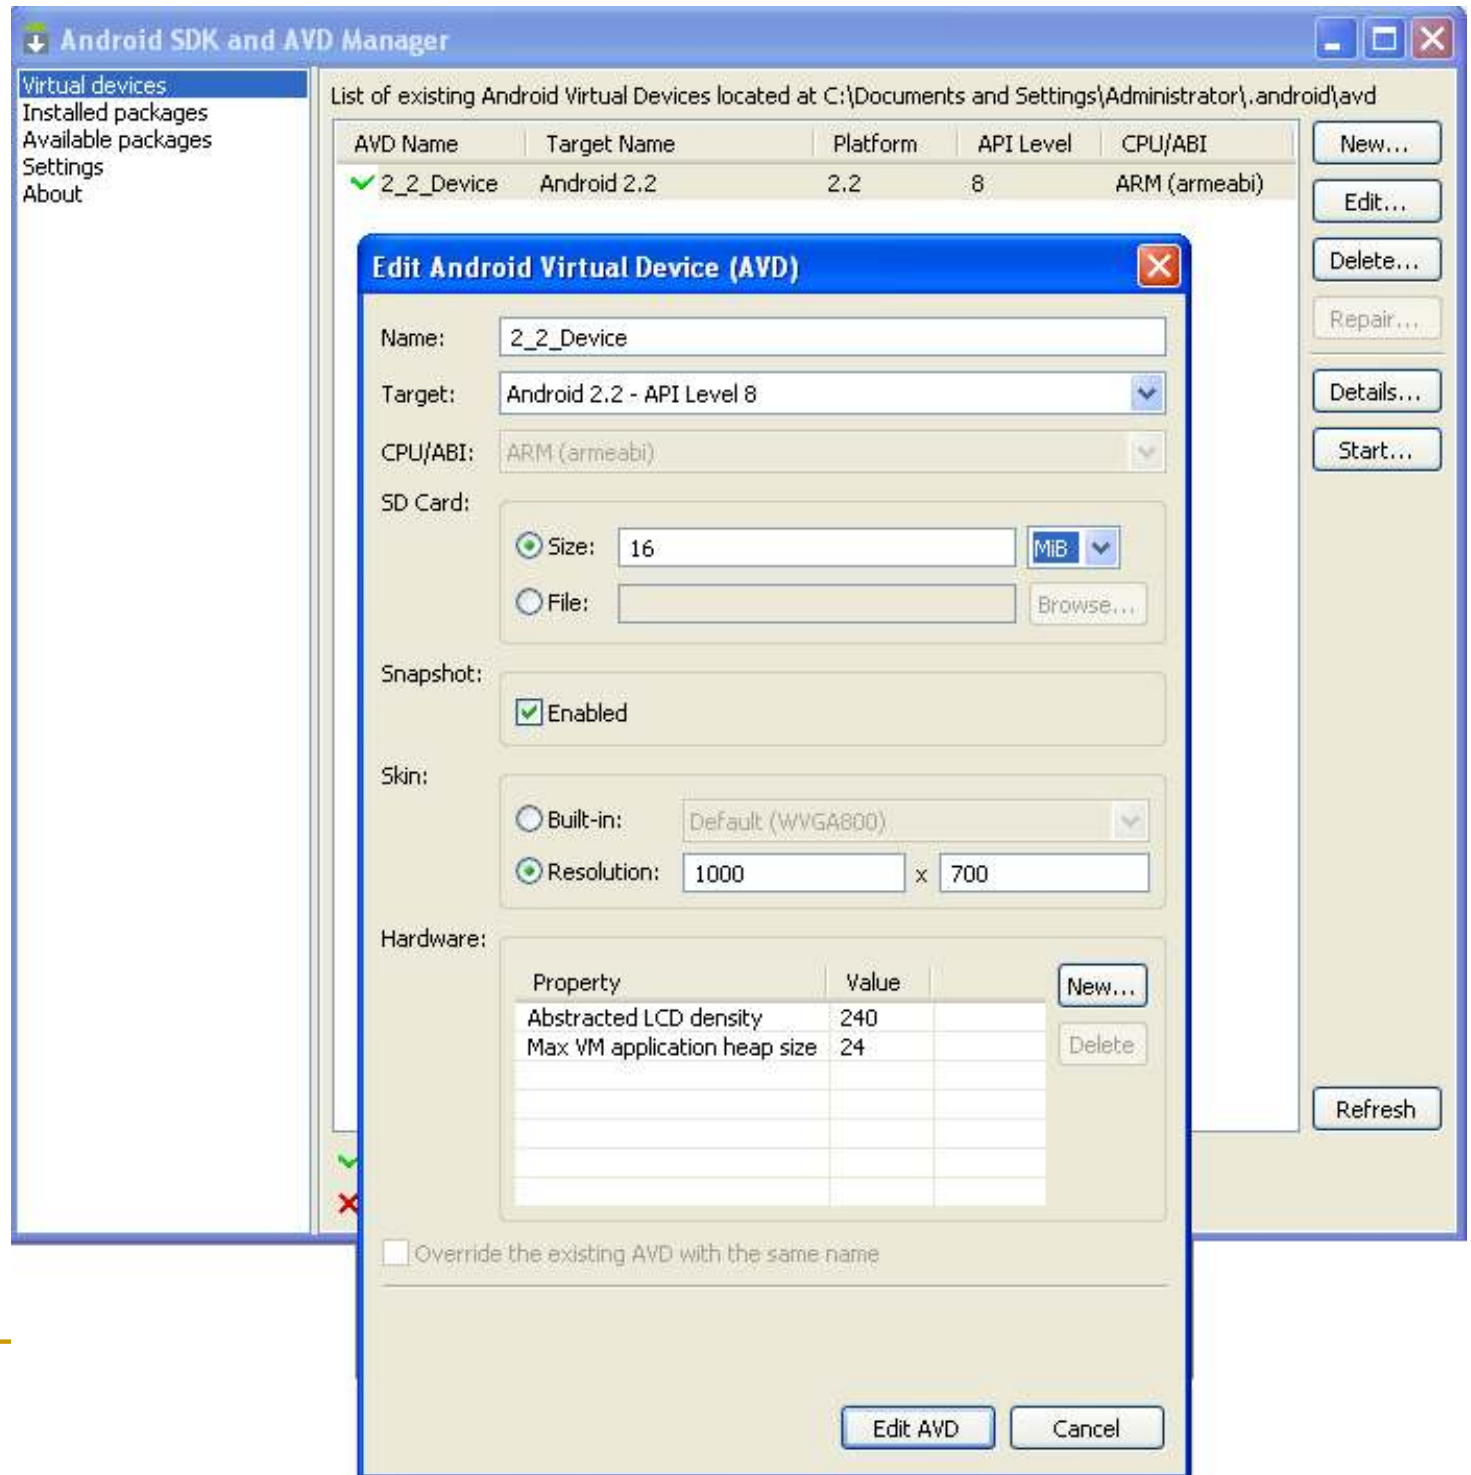 Android SDK and AVD Manager
Virtual devices
Installed packages
Available packages
Settings
About
List of existing Android Virtual Devices located at C:\Documents and Settings\Administrator\.android\avd
AVD Name Target Name Platform API Level CPU/ABI
2_2_Device Android 2.2 2.2 8 ARM (armeabi)
New...
Edit...
Delete...
Repair...
Details...
Start...
Refresh
Edit Android Virtual Device (AVD)
Name: 2_2_Device
Target: Android 2.2 - API Level 8
CPU/ABI: ARM (armeabi)
SD Card:
Size: 16 MiB
File: Browse...
Snapshot:
Enabled
Skin:
Built-in: Default (WVGA800)
Resolution: 1000 x 700
Hardware:
Property Value New...
Abstracted LCD density 240
Max VM application heap size 24 Delete
Override the existing AVD with the same name
Edit AVD Cancel